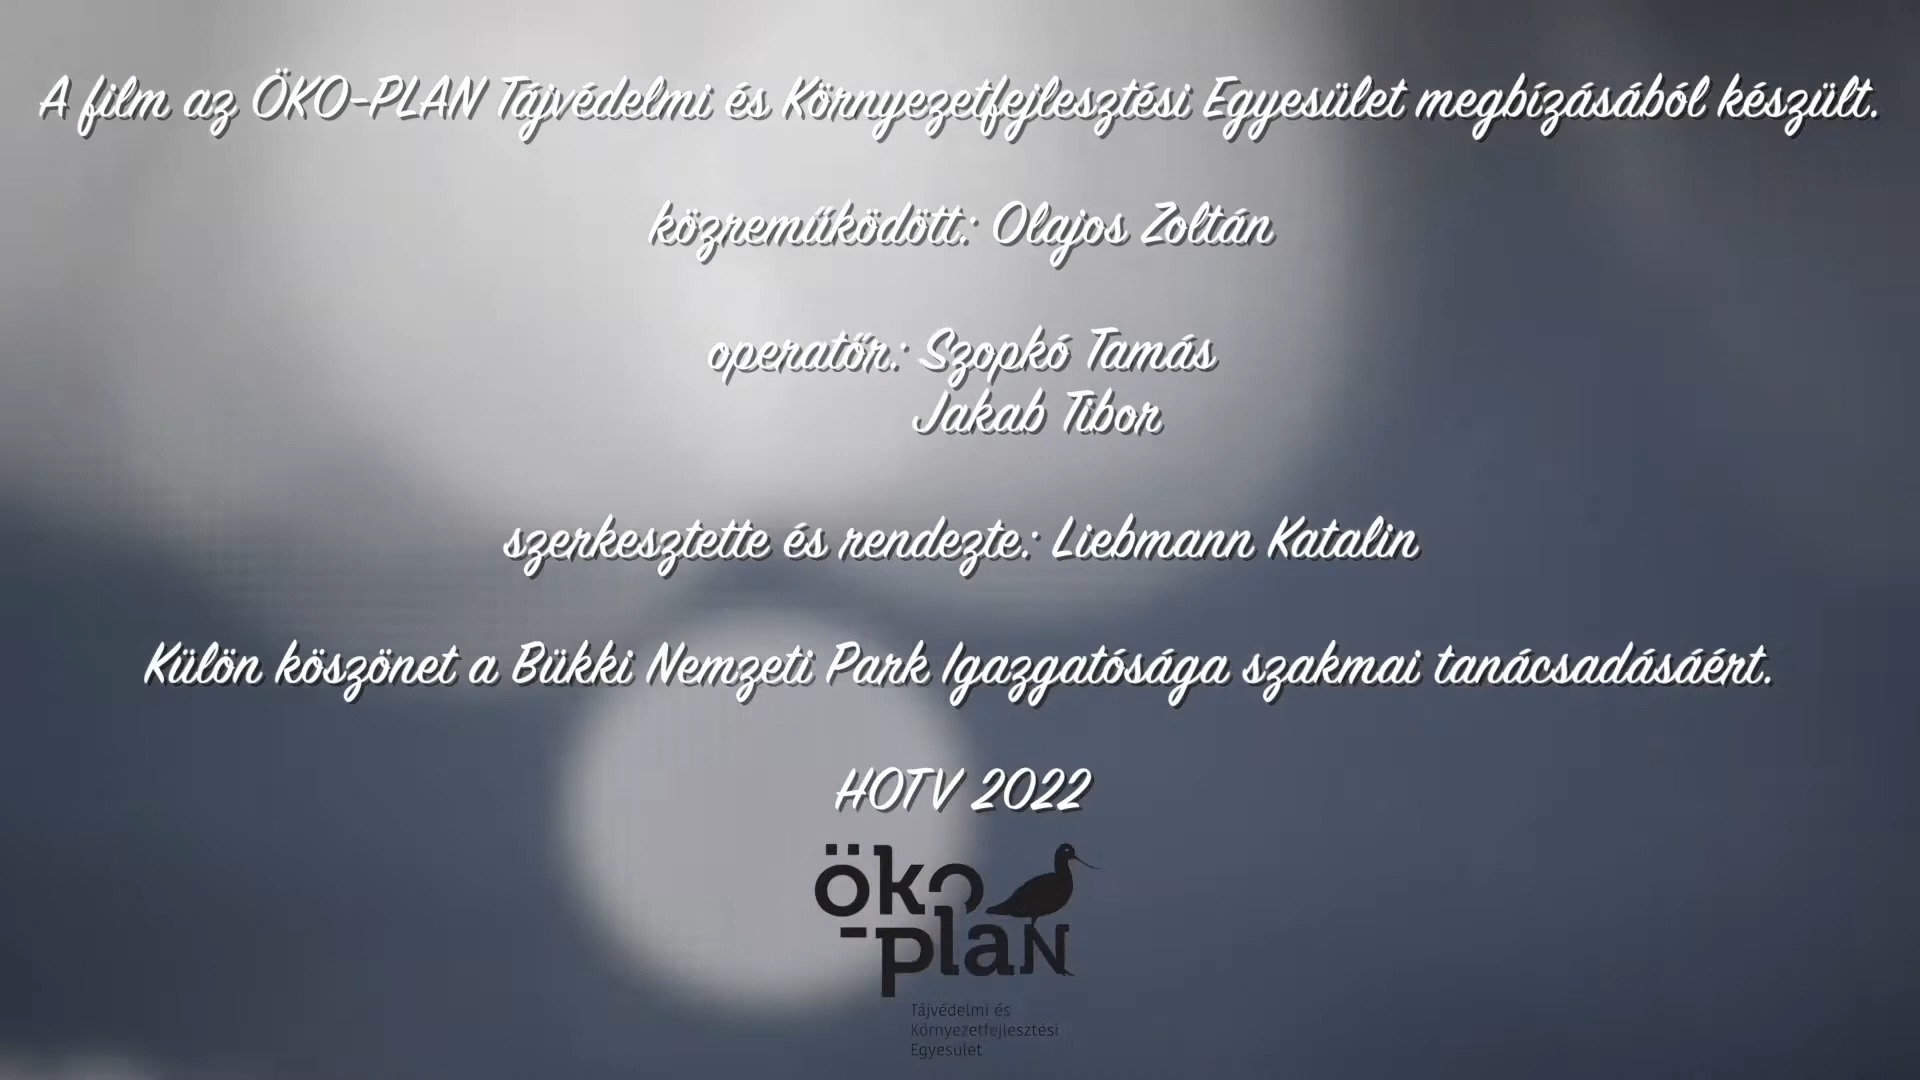 A film az ÖKO-PLAN Tájvédelmi és Környezetfejlesztési Egyesület megbízásából készült.
közreműködött: Olajos Zoltán
operatőr: Szopkó Tamás
Jakab Tibor
szerkesztette és rendezte: Liebmann Katalin
Külön köszönet a Bükki Nemzeti Park Igazgatósága szakmai tanácsadásáért.
HOTV 2022
öko
-plan
Tájvédelmi és
Környezetfejlesztési
Egyesület